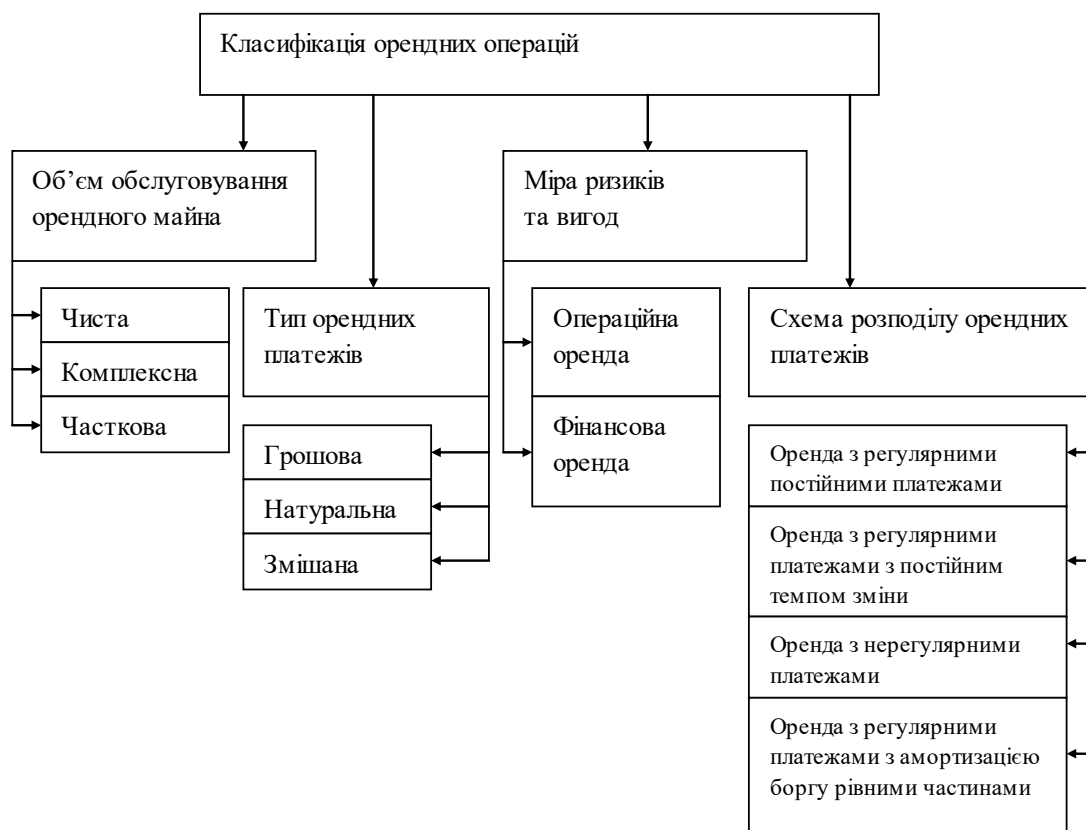 Класифікація орендних операцій
Об’єм обслуговування
орендного майна
Міра ризиків
та вигод
Чиста
Комплексна
Часткова
Тип орендних
платежів
Грошова
Натуральна
Змішана
Операційна
оренда
Фінансова
оренда
Схема розподілу орендних
платежів
Оренда з регулярними
постійними платежами
Оренда з регулярними
платежами з постійним
темпом зміни
Оренда з нерегулярними
платежами
Оренда з регулярними
платежами з амортизацією
боргу рівними частинами